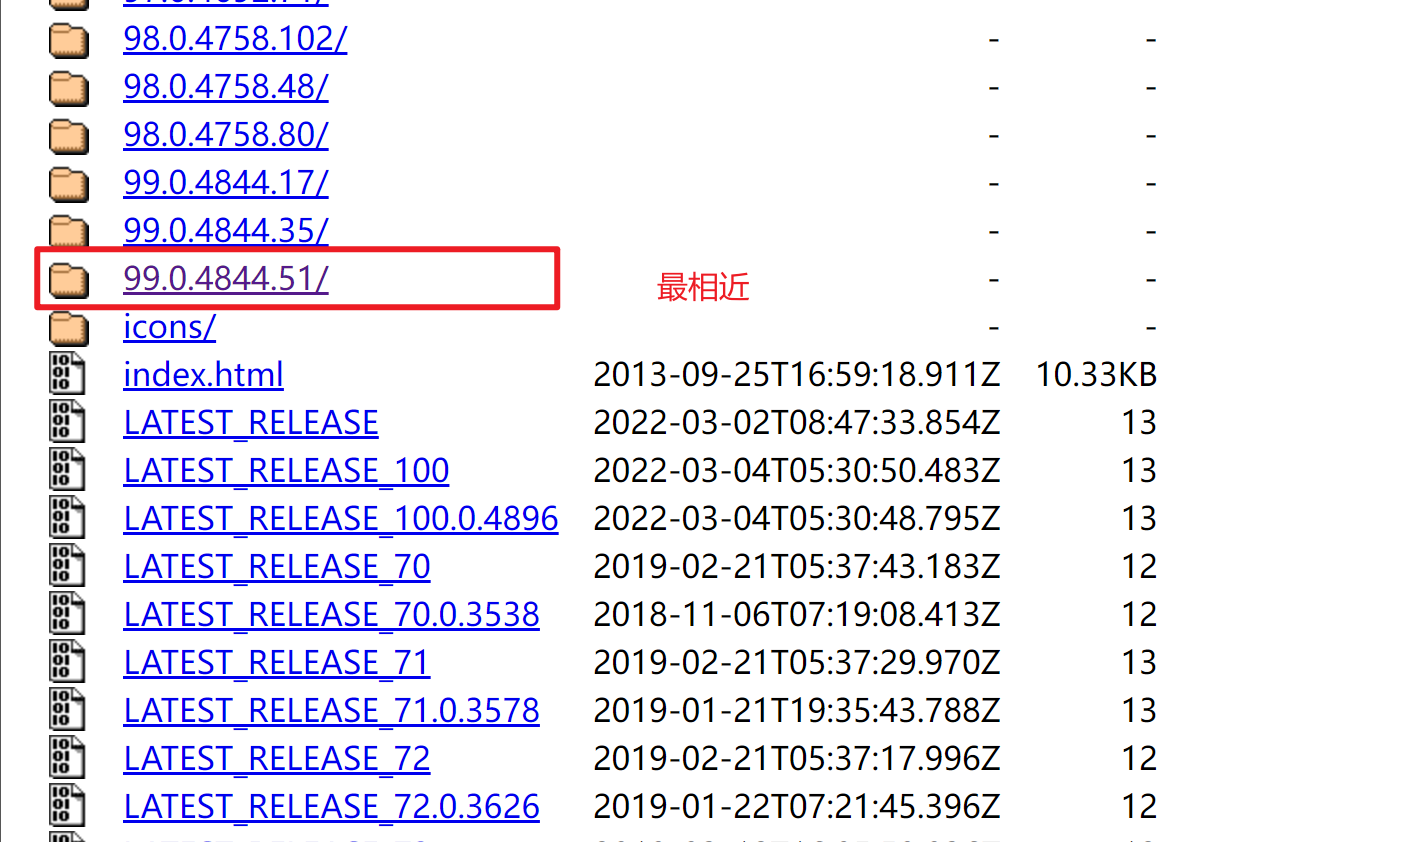 98.0.4758.102/ - -
98.0.4758.48/ - -
98.0.4758.80/ - -
99.0.4844.17/ - -
99.0.4844.35/ - -
99.0.4844.51/ 最相近 - -
icons/ - -
index.html 2013-09-25T16:59:18.911Z 10.33KB
LATEST_RELEASE 2022-03-02T08:47:33.854Z 13
LATEST_RELEASE_100 2022-03-04T05:30:50.483Z 13
LATEST_RELEASE_100.0.4896 2022-03-04T05:30:48.795Z 13
LATEST_RELEASE_70 2019-02-21T05:37:43.183Z 12
LATEST_RELEASE_70.0.3538 2018-11-06T07:19:08.413Z 12
LATEST_RELEASE_71 2019-02-21T05:37:29.970Z 13
LATEST_RELEASE_71.0.3578 2019-01-21T19:35:43.788Z 13
LATEST_RELEASE_72 2019-02-21T05:37:17.996Z 12
LATEST_RELEASE_72.0.3626 2019-01-22T07:21:45.396Z 12